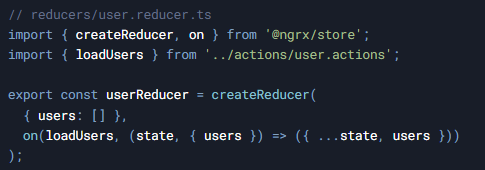 // reducers/user.reducer.ts
import { createReducer, on } from '@ngrx/store';
import { loadUsers } from '../actions/user.actions';

export const userReducer = createReducer(
  { users: [] },
  on(loadUsers, (state, { users }) => ({ ...state, users }))
);